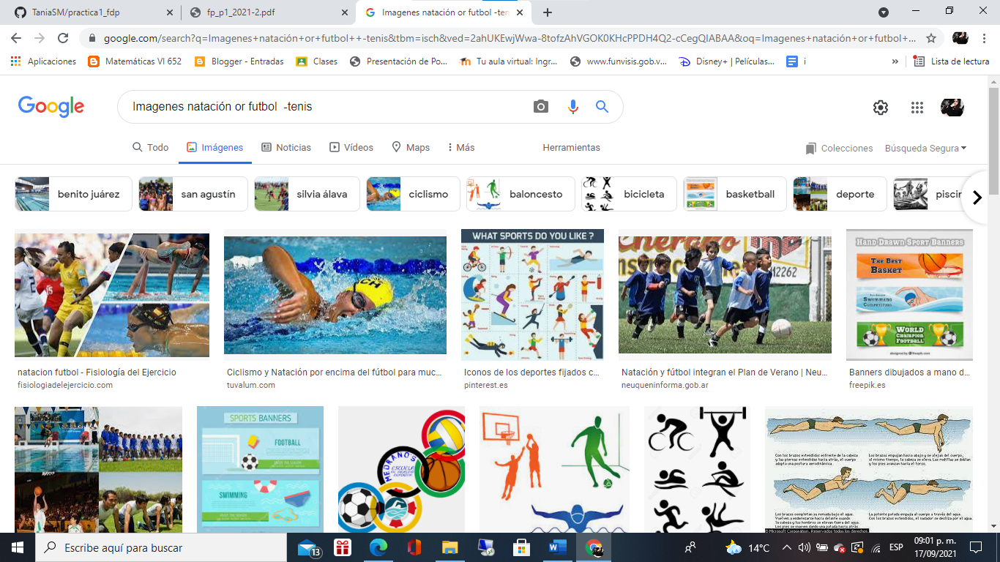 TaniaSM/practica1_fdp
fp_p1_2021-2.pdf
Imagenes natación or futbol -ten
google.com/search?q=Imagenes+natación+or+futbol++-tenis&tbm=isch&ved=2ahUKEwjWwa-8tofzAhVGOK0KHcPPDH4Q2-cCegQIABAA&oq=Imagenes+natación+or+futbol+...
Aplicaciones
Matemáticas VI 652
Blogger - Entradas
Clases
Presentación de Po...
Tu aula virtual: Ingr...
www.funvisis.gob.v...
Disney+ | Películas...
i
»
Lista de lectura
Google
Imagenes natación or futbol -tenis
Todo
Imágenes
Noticias
Vídeos
Maps
Más
Herramientas
Colecciones
Búsqueda Segura
benito juárez
san agustín
silvia álava
ciclismo
baloncesto
bicicleta
basketball
deporte
piscin
WHAT SPORTS DO YOU LIKE ?
12262
HAND DRAWN SPORT BANNERS
THE BEST
BASKET
SWIMMING
COMPETITION
WORLD
CHAMPION
FOOTBALL
designed by freepik.com
natacion futbol - Fisiología del Ejercicio
fisiologiadelejercicio.com
Ciclismo y Natación por encima del fútbol para muc...
tuvalum.com
Iconos de los deportes fijados c...
pinterest.es
Natación y fútbol integran el Plan de Verano | Neu...
neuqueninforma.gob.ar
Banners dibujados a mano d...
freepik.es
SPORTS BANNERS
FOOTBALL
SWIMMING
MEDRANOS
ESCUELA
Con los brazos extendidos enfrente de la cabeza
y las piernas extendidas hacia atrás, el cuerpo
adopta una postura aerodinámica.
Los brazos empujan hacia abajo y se alejan del cuerpo,
al mismo tiempo, la cabeza se eleva. Las rodillas se doblan
y los pies avanzan hacia el torso.
Los brazos completan su remada bajo el agua.
Vuelven a enderezarse hacia delante cuando
la cabeza y los hombros se elevan fuera del agua.
Los pies se mueven dando una patada hacia atrás.
La potente patada empuja al cuerpo a través del agua.
Con los brazos extendidos, el nadador se desliza por el agua.
© Microsoft Corporation. Reservados todos los derechos.
Escribe aquí para buscar
13
14°C
ESP
09:01 p. m.
17/09/2021